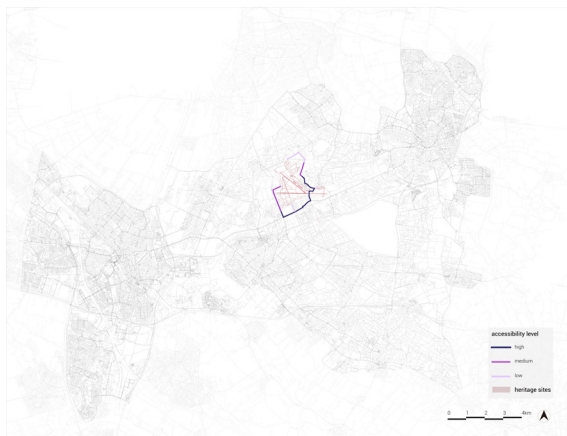 accessibility level
high
medium
low
heritage sites
0 1 2 3 4km